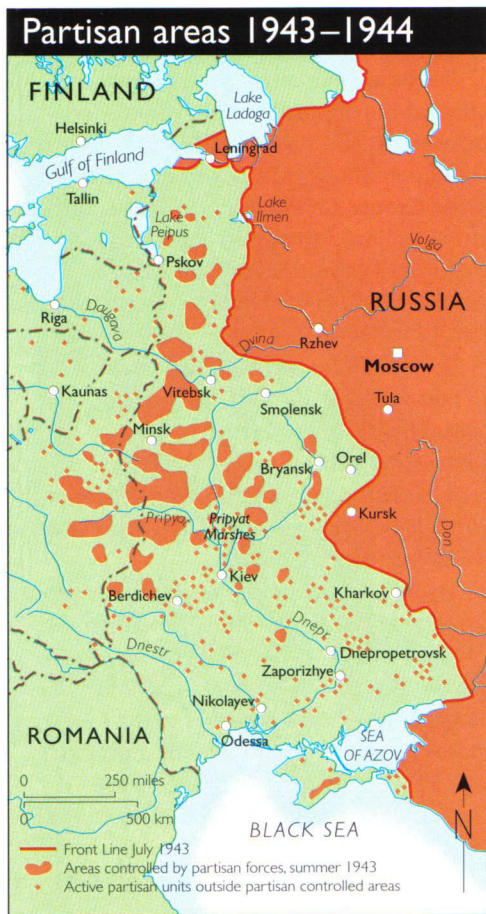 Partisan areas 1943–1944
FINLAND
Lake
Ladoga
Helsinki
Leningrad
Gulf of Finland
Tallin
Lake
Peipus
Lake
Ilmen
Pskov
Volga
Riga
Daugava
RUSSIA
Dvina
Rzhev
Moscow
Kaunas
Vitebsk
Smolensk
Tula
Minsk
Bryansk
Orel
Pripyat
Pripyat
Marshes
Kursk
Don
Kiev
Berdichev
Kharkov
Dnepr
Dnestr
Dnepropetrovsk
Zaporizhye
Nikolayev
ROMANIA
Odessa
SEA
OF AZOV
0 250 miles
0 500 km
BLACK SEA
N
Front Line July 1943
Areas controlled by partisan forces, summer 1943
Active partisan units outside partisan controlled areas